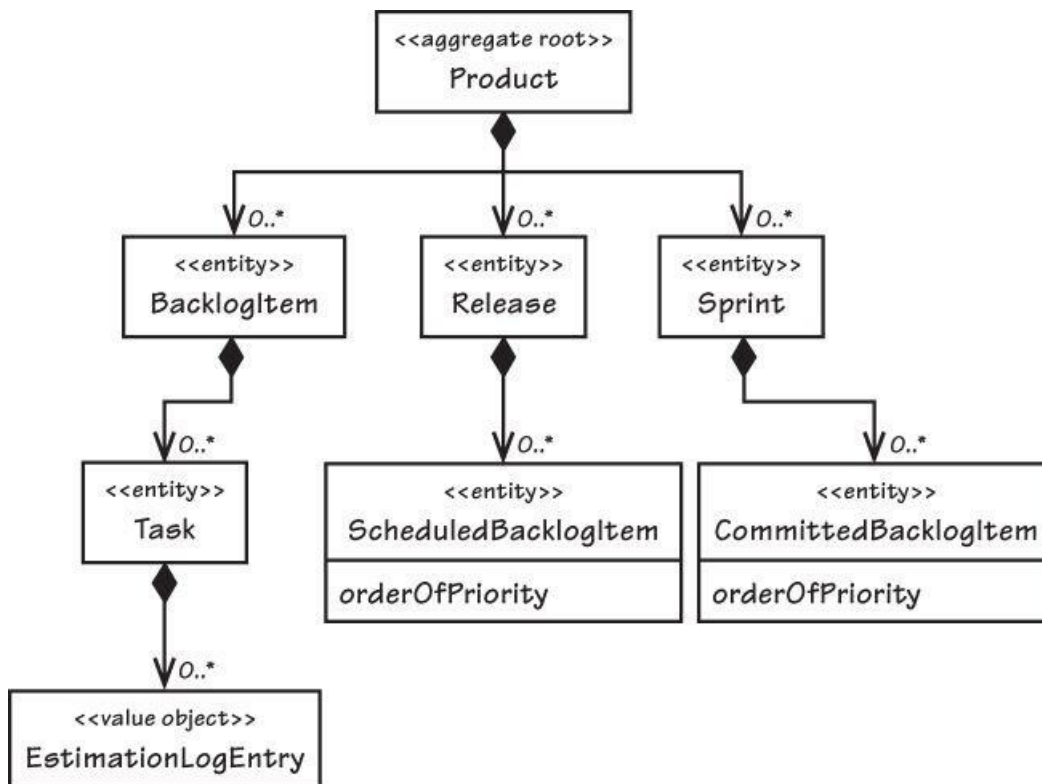 <<aggregate root>>
Product
0..*
0..*
0..*
<<entity>>
BacklogItem
<<entity>>
Release
<<entity>>
Sprint
0..*
0..*
0..*
<<entity>>
Task
<<entity>>
ScheduledBacklogItem
orderOfPriority
<<entity>>
CommittedBacklogItem
orderOfPriority
0..*
<<value object>>
EstimationLogEntry